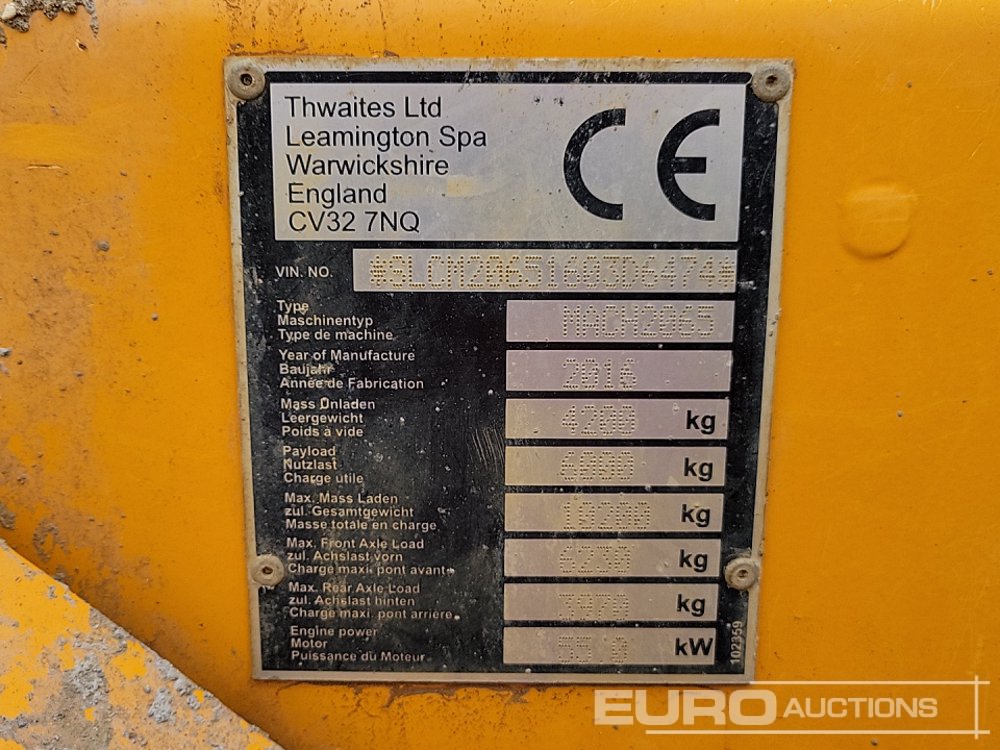 Thwaites Ltd
Leamington Spa
Warwickshire
England
CV32 7NQ
CE
VIN. NO. *SLCM20651603D6474*
Type
Maschinentyp
Type de machine
MACH2065
Year of Manufacture
Baujahr
Année de Fabrication
2016
Mass Unladen
Leergewicht
Poids à vide
4200 kg
Payload
Nutzlast
Charge utile
6000 kg
Max. Mass Laden
zul. Gesamtgewicht
Masse totale en charge
10200 kg
Max. Front Axle Load
zul. Achslast vorn
Charge maxi. pont avant
6230 kg
Max. Rear Axle Load
zul. Achslast hinten
Charge maxi. pont arrière
3970 kg
Engine power
Motor
Puissance du Moteur
kW
102359
EURO AUCTIONS